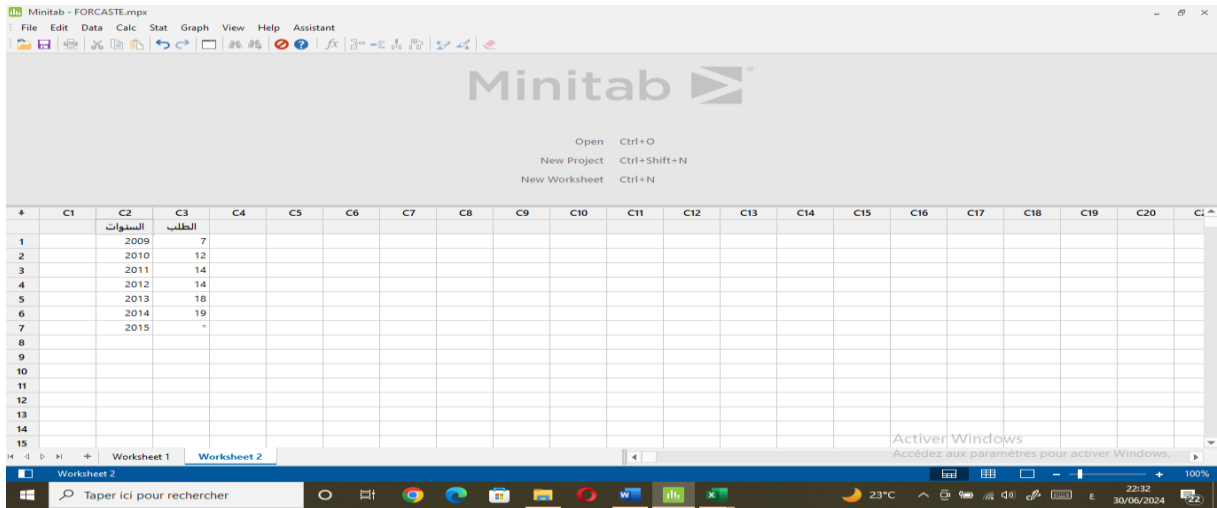 Minitab - FORCASTE.mpx
File Edit Data Calc Stat Graph View Help Assistant
Minitab
Open Ctrl+O
New Project Ctrl+Shift+N
New Worksheet Ctrl+N
C1 C2 C3 C4 C5 C6 C7 C8 C9 C10 C11 C12 C13 C14 C15 C16 C17 C18 C19 C20
السنوات الطلب
1 2009 7
2 2010 12
3 2011 14
4 2012 14
5 2013 18
6 2014 19
7 2015 *
8
9
10
11
12
13
14
15
Activer Windows
Accédez aux paramètres pour activer Windows.
Worksheet 1 Worksheet 2
Worksheet 2 100%
Taper ici pour rechercher 23°C ع 22:32
30/06/2024 22